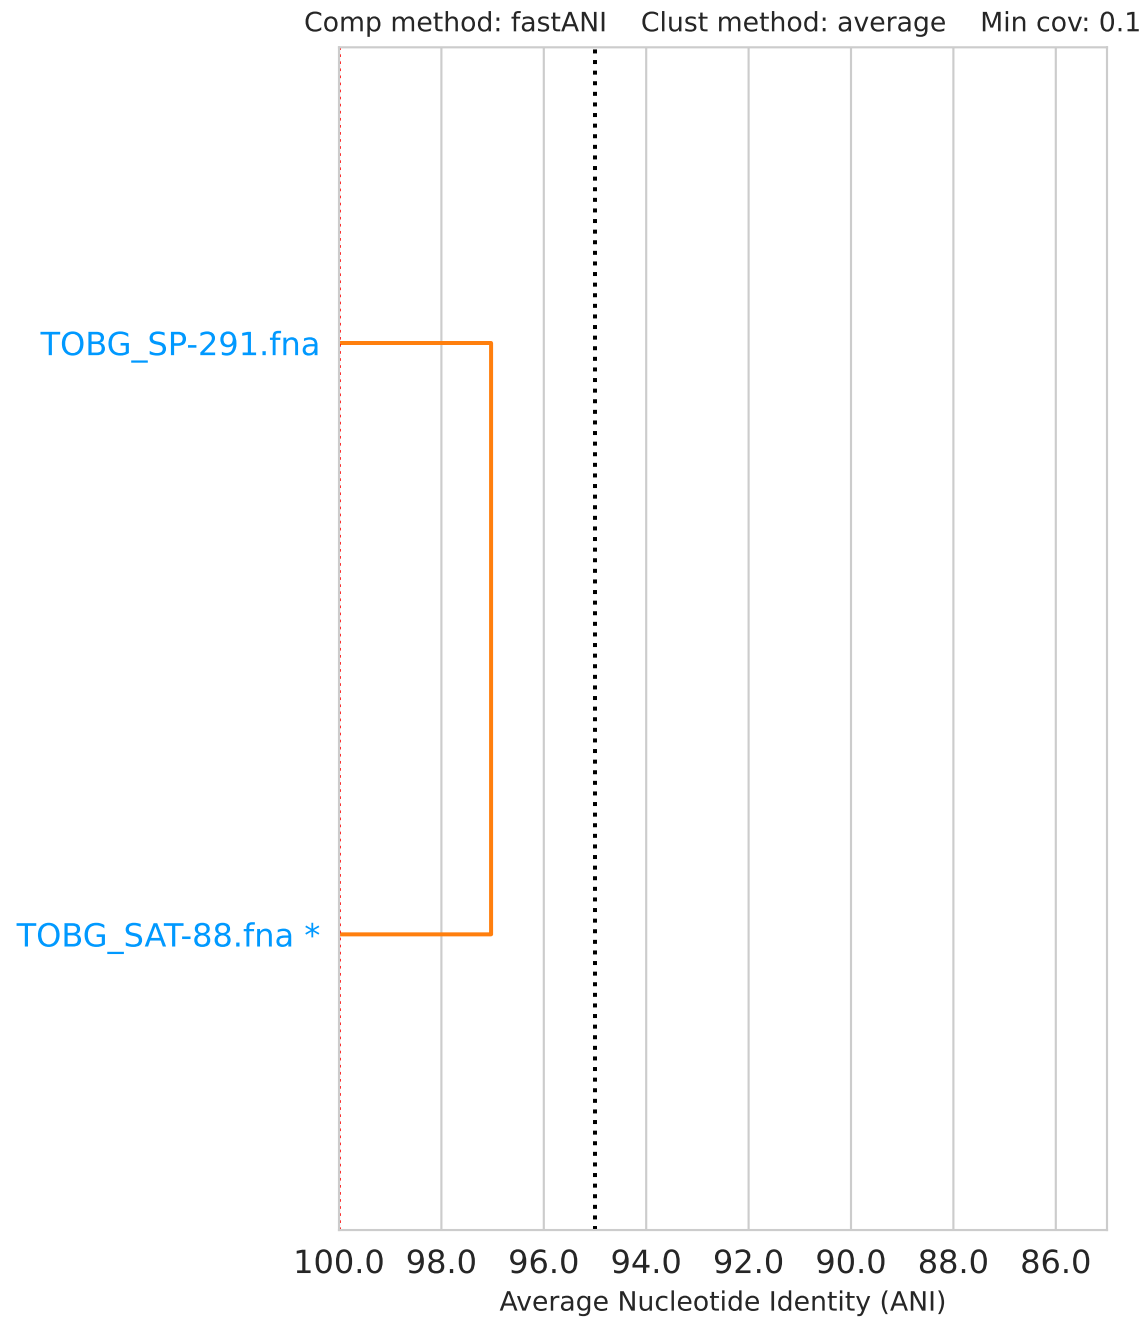 Comp method: fastANI    Clust method: average    Min cov: 0.1
TOBG_SP-291.fna
TOBG_SAT-88.fna *
100.0 98.0 96.0 94.0 92.0 90.0 88.0 86.0
Average Nucleotide Identity (ANI)